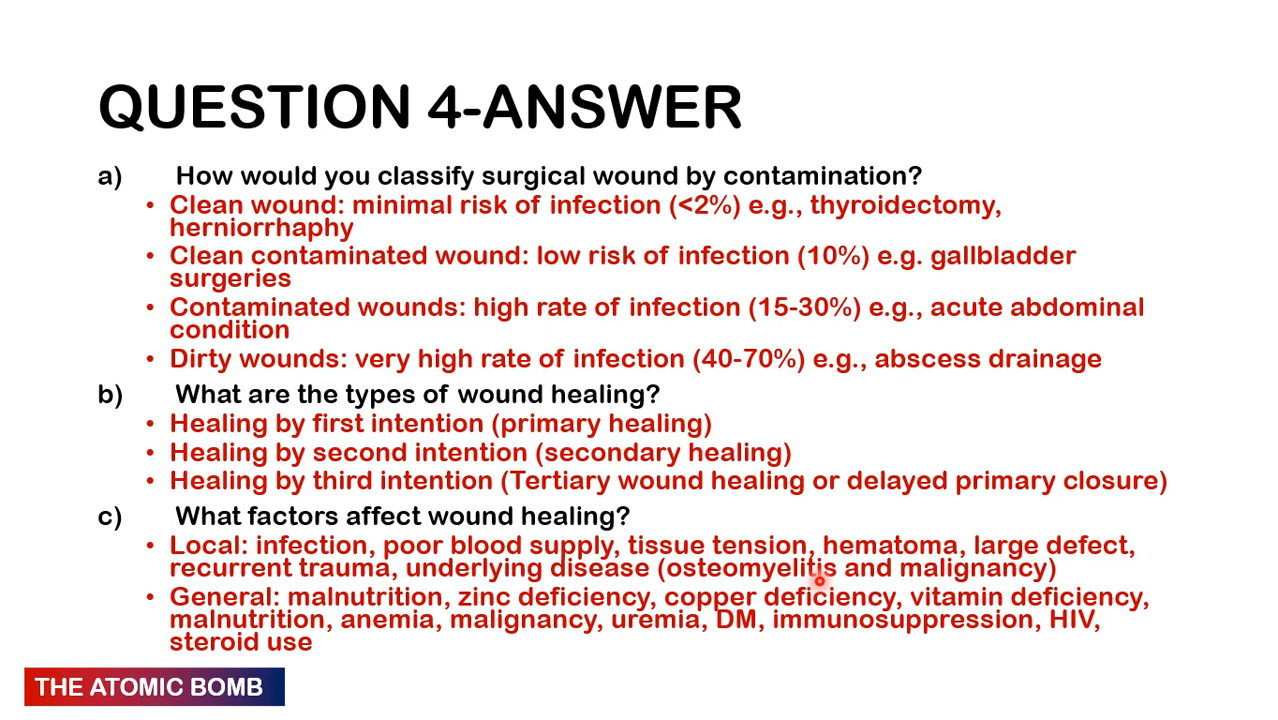 QUESTION 4-ANSWER
a) How would you classify surgical wound by contamination?
• Clean wound: minimal risk of infection (<2%) e.g., thyroidectomy,
herniorrhaphy
• Clean contaminated wound: low risk of infection (10%) e.g. gallbladder
surgeries
• Contaminated wounds: high rate of infection (15-30%) e.g., acute abdominal
condition
• Dirty wounds: very high rate of infection (40-70%) e.g., abscess drainage
b) What are the types of wound healing?
• Healing by first intention (primary healing)
• Healing by second intention (secondary healing)
• Healing by third intention (Tertiary wound healing or delayed primary closure)
c) What factors affect wound healing?
• Local: infection, poor blood supply, tissue tension, hematoma, large defect,
recurrent trauma, underlying disease (osteomyelitis and malignancy)
• General: malnutrition, zinc deficiency, copper deficiency, vitamin deficiency,
malnutrition, anemia, malignancy, uremia, DM, immunosuppression, HIV,
steroid use
THE ATOMIC BOMB